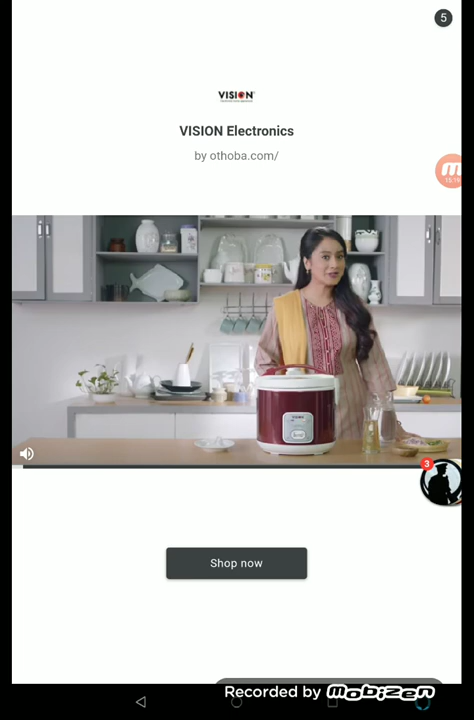 5
VISION
VISION Electronics
by othoba.com/
3
Shop now
Recorded by mobizen